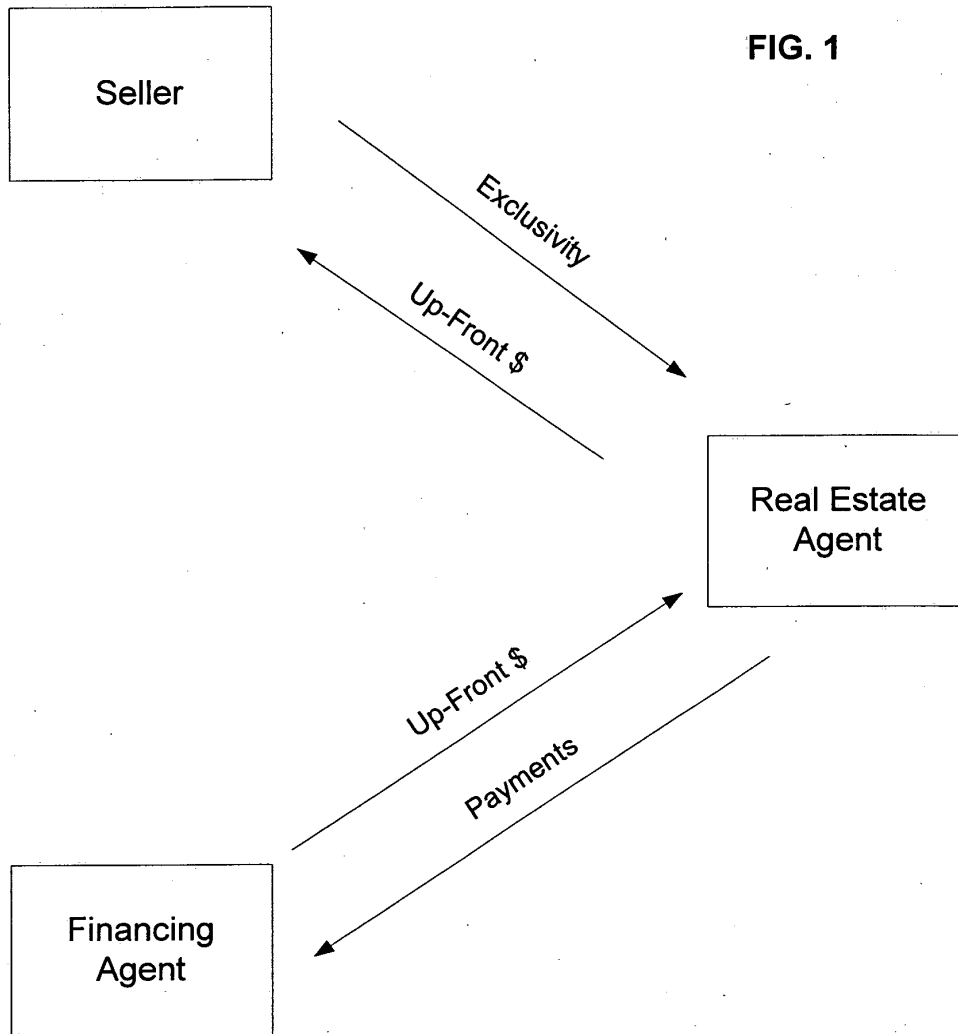 FIG. 1
Seller
Exclusivity
Up-Front $
Real Estate
Agent
Up-Front $
Payments
Financing
Agent